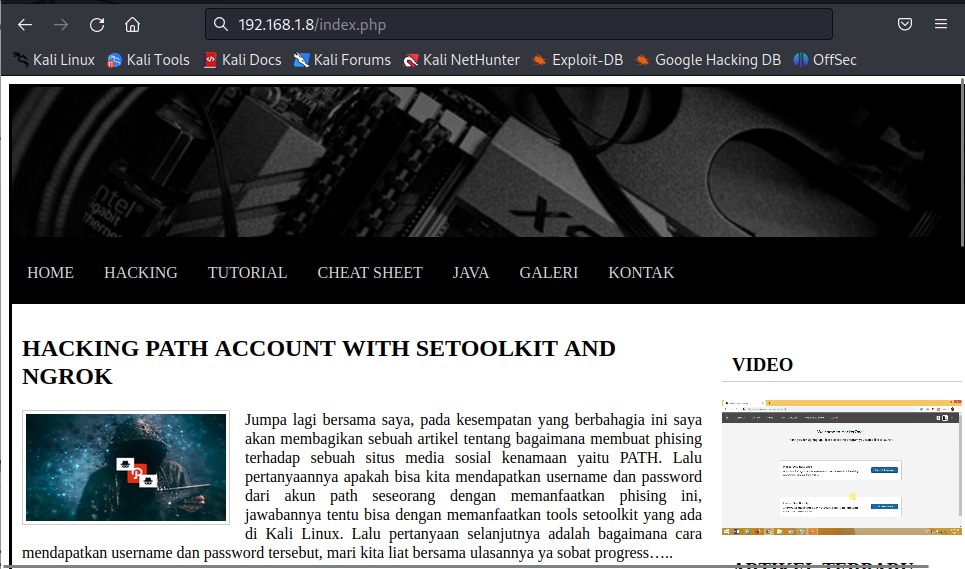 192.168.1.8/index.php
Kali Linux Kali Tools Kali Docs Kali Forums Kali NetHunter Exploit-DB Google Hacking DB OffSec
HOME HACKING TUTORIAL CHEAT SHEET JAVA GALERI KONTAK
HACKING PATH ACCOUNT WITH SETOOLKIT AND
NGROK
Jumpa lagi bersama saya, pada kesempatan yang berbahagia ini saya
akan membagikan sebuah artikel tentang bagaimana membuat phising
terhadap sebuah situs media sosial kenamaan yaitu PATH. Lalu
pertanyaannya apakah bisa kita mendapatkan username dan password
dari akun path seseorang dengan memanfaatkan phising ini,
jawabannya tentu bisa dengan memanfaatkan tools setoolkit yang ada
di Kali Linux. Lalu pertanyaan selanjutnya adalah bagaimana cara
mendapatkan username dan password tersebut, mari kita liat bersama ulasannya ya sobat progress…..
VIDEO
ARTIKEL TERBARU